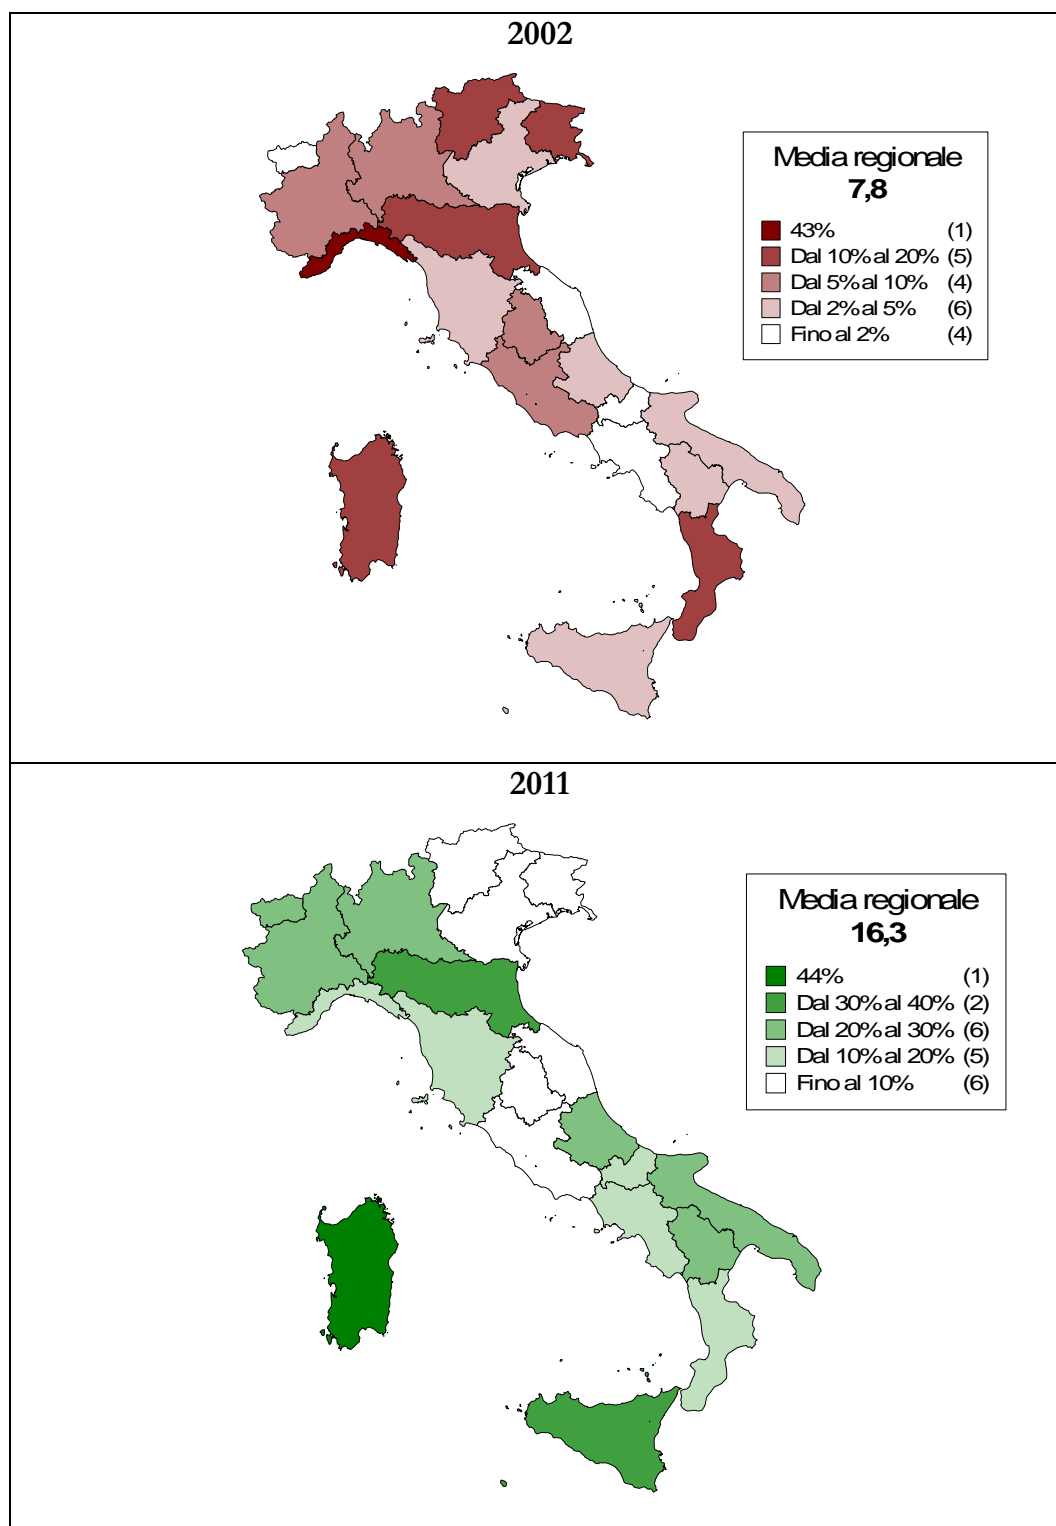 2002
Media regionale
7,8
43% (1)
Dal 10% al 20% (5)
Dal 5% al 10% (4)
Dal 2% al 5% (6)
Fino al 2% (4)
2011
Media regionale
16,3
44% (1)
Dal 30% al 40% (2)
Dal 20% al 30% (6)
Dal 10% al 20% (5)
Fino al 10% (6)